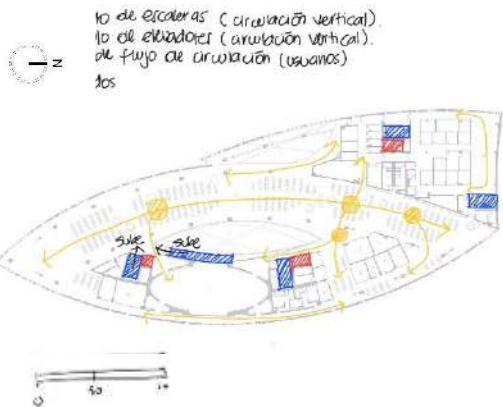 to de escaleras (circulación vertical).
to de elevadores (circulación vertical).
de flujo de circulación (usuarios)
dos
N
sube
sube
0
50